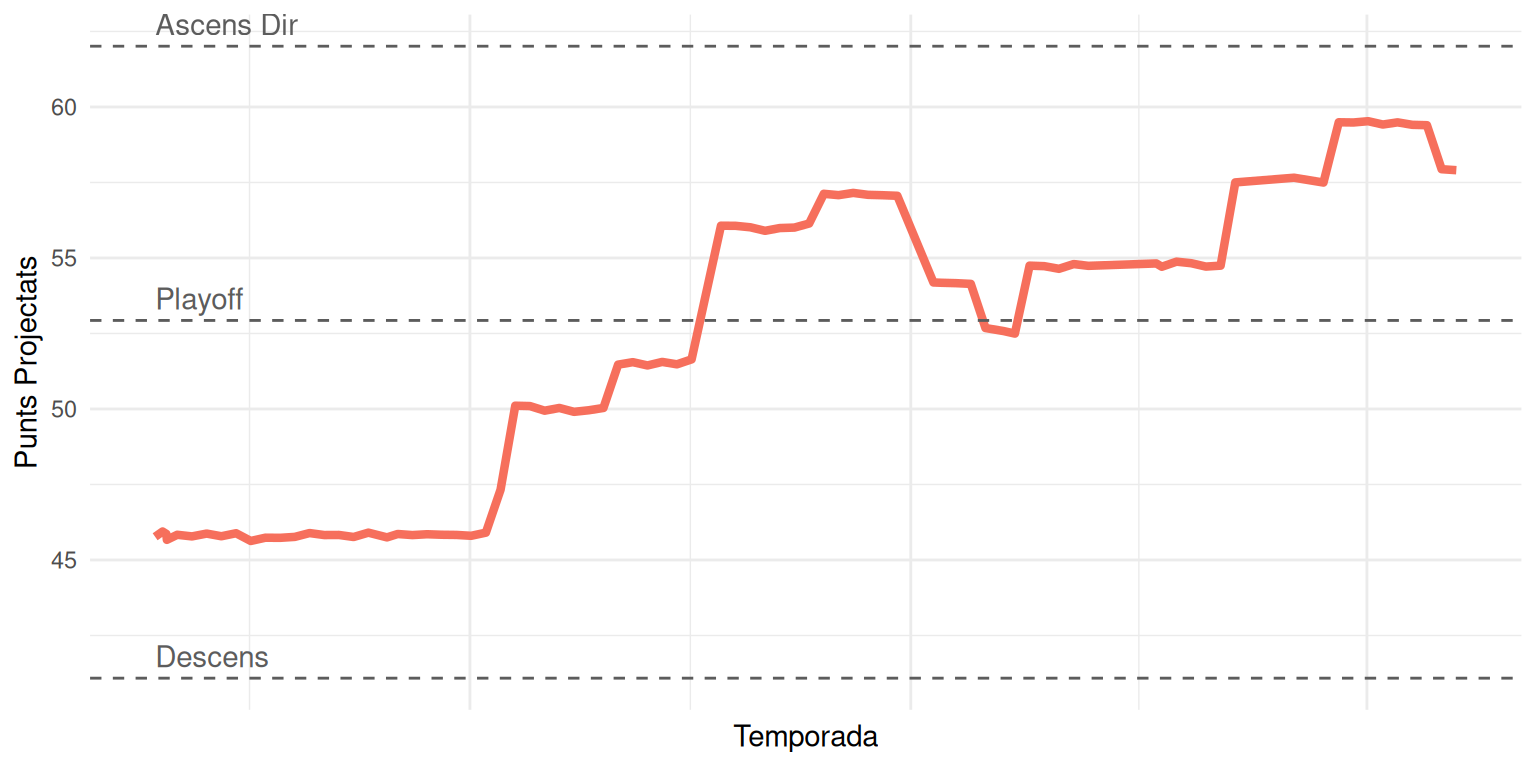 Ascens Dir
60
55
Playoff
50
45
Descens
Punts Projectats
Temporada